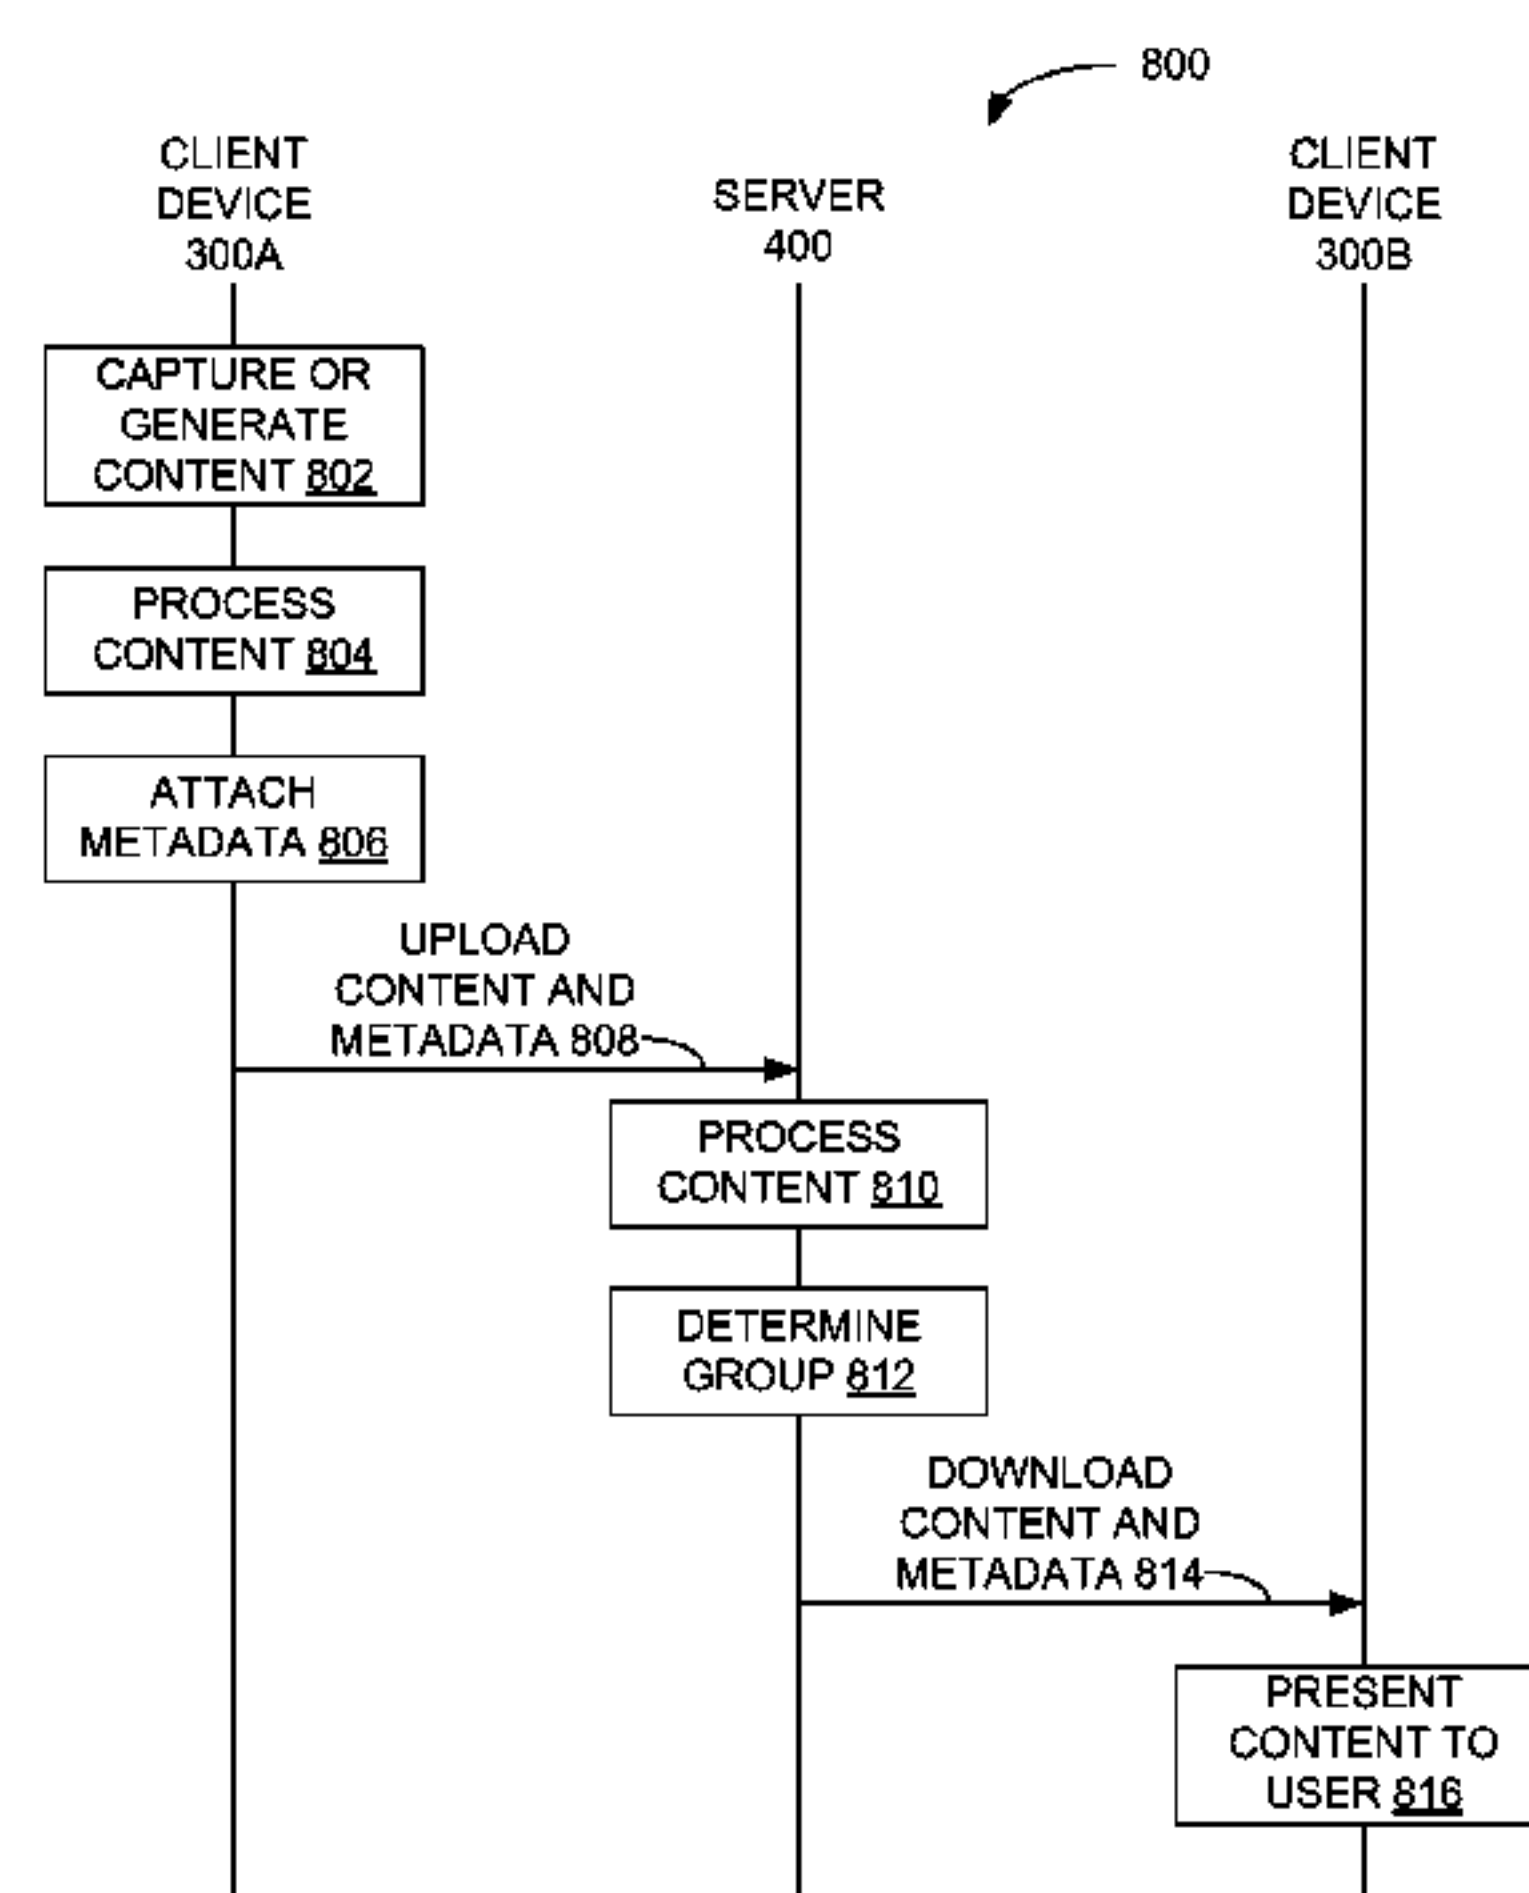 800
CLIENT
DEVICE
300A
SERVER
400
CLIENT
DEVICE
300B
CAPTURE OR
GENERATE
CONTENT 802
PROCESS
CONTENT 804
ATTACH
METADATA 806
UPLOAD
CONTENT AND
METADATA 808
PROCESS
CONTENT 810
DETERMINE
GROUP 812
DOWNLOAD
CONTENT AND
METADATA 814
PRESENT
CONTENT TO
USER 816